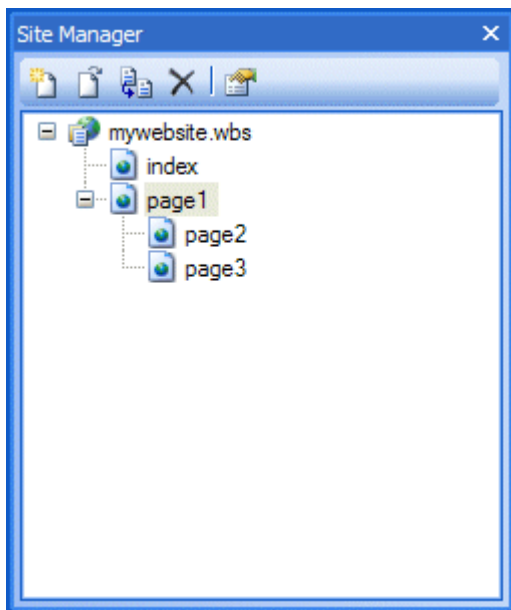 Site Manager
mywebsite.wbs
index
page1
page2
page3